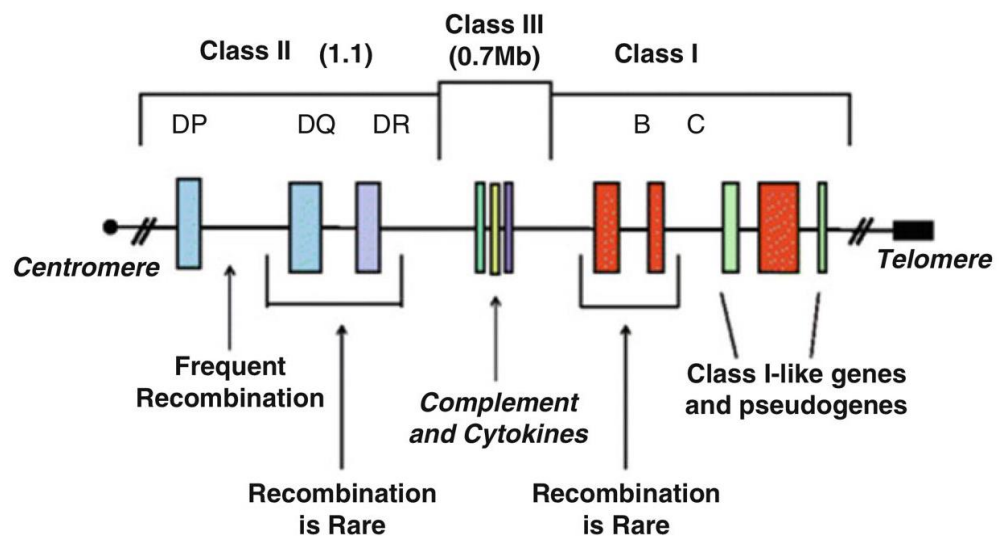 Class II (1.1)
Class III
(0.7Mb)
Class I
DP
DQ
DR
B
C
Centromere
Telomere
Frequent
Recombination
Complement
and Cytokines
Class I-like genes
and pseudogenes
Recombination
is Rare
Recombination
is Rare